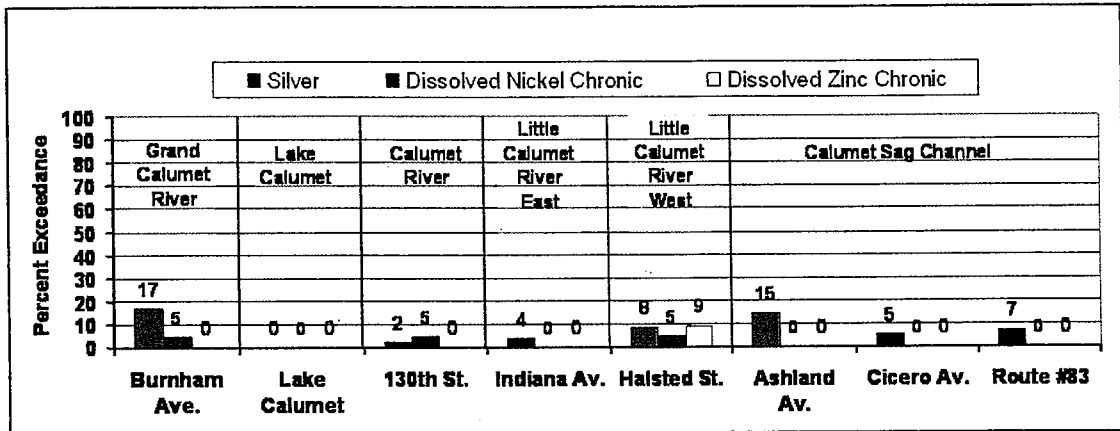 Silver Dissolved Nickel Chronic Dissolved Zinc Chronic
Percent Exceedance
100
90
80
70
60
50
40
30
20
10
0
Grand
Calumet
River
Lake
Calumet
Calumet
River
Little
Calumet
River
East
Little
Calumet
River
West
Calumet Sag Channel
17 5 0
0 0 0
2 5 0
4 0 0
8 5 9
15 0 0
5 0 0
7 0 0
Burnham
Ave.
Lake
Calumet
130th St.
Indiana Av.
Halsted St.
Ashland
Av.
Cicero Av.
Route #83